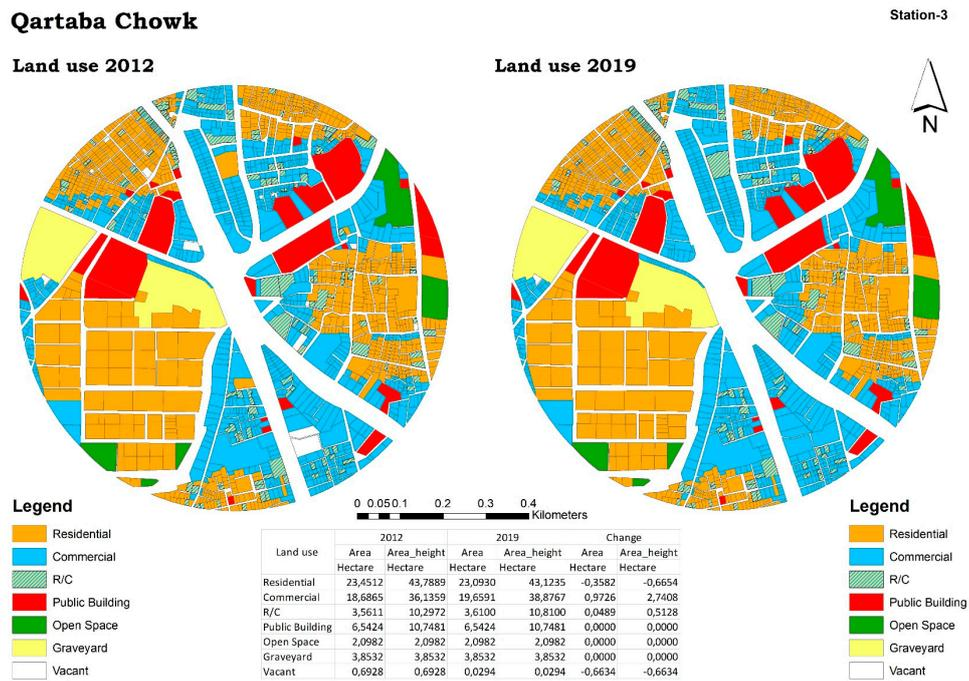 Qartaba Chowk
Station-3
Land use 2012
Land use 2019
N
Legend
Residential
Commercial
R/C
Public Building
Open Space
Graveyard
Vacant
0 0.050.1 0.2 0.3 0.4
Kilometers
Land use 2012 2019 Change
Area Area_height Area Area_height Area Area_height
Hectare Hectare Hectare Hectare Hectare Hectare
Residential 23,4512 43,7889 23,0930 43,1235 -0,3582 -0,6654
Commercial 18,6865 36,1359 19,6591 38,8767 0,9726 2,7408
R/C 3,5611 10,2972 3,6100 10,8100 0,0489 0,5128
Public Building 6,5424 10,7481 6,5424 10,7481 0,0000 0,0000
Open Space 2,0982 2,0982 2,0982 2,0982 0,0000 0,0000
Graveyard 3,8532 3,8532 3,8532 3,8532 0,0000 0,0000
Vacant 0,6928 0,6928 0,0294 0,0294 -0,6634 -0,6634
Legend
Residential
Commercial
R/C
Public Building
Open Space
Graveyard
Vacant